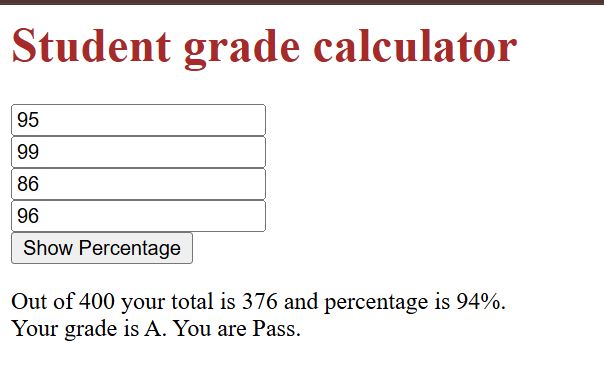 Student grade calculator
95
99
86
96
Show Percentage
Out of 400 your total is 376 and percentage is 94%.
Your grade is A. You are Pass.